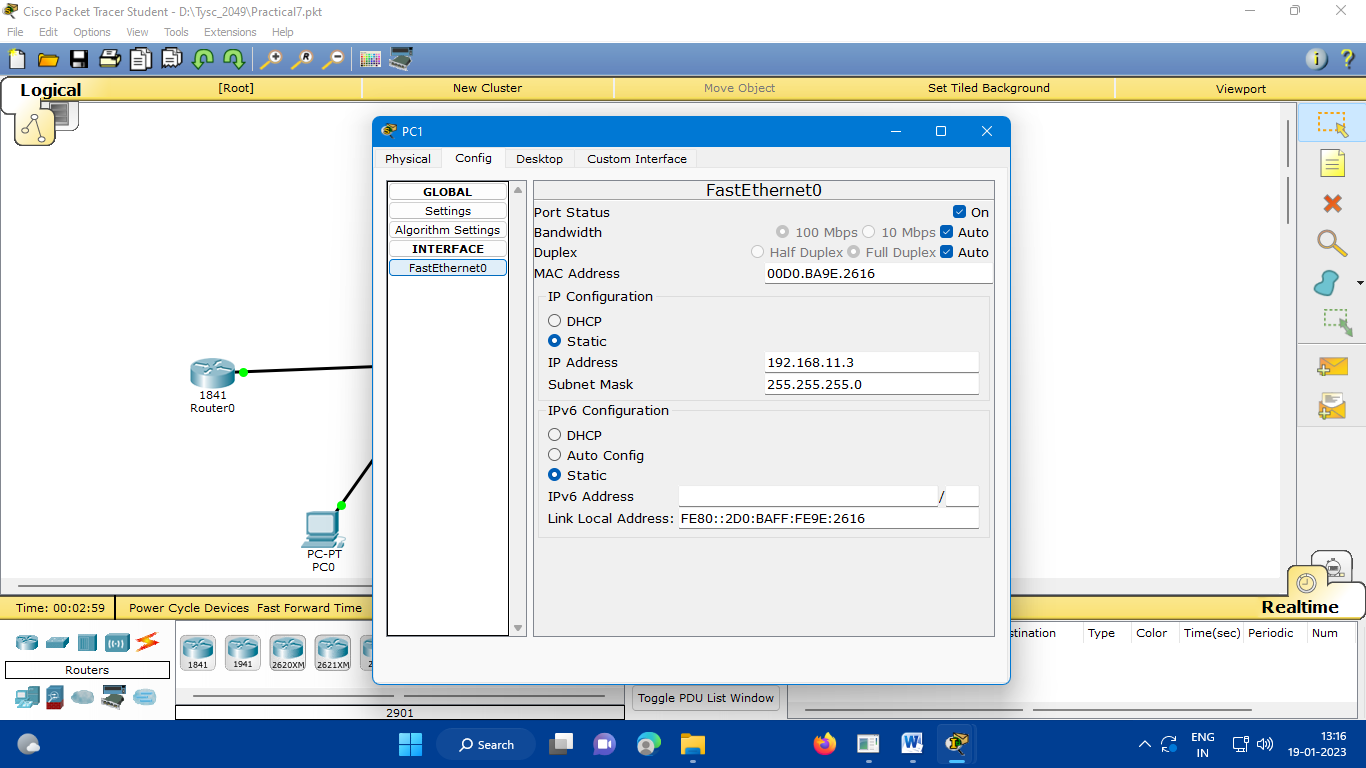 Cisco Packet Tracer Student - D:\Tysc_2049\Practical7.pkt
File Edit Options View Tools Extensions Help
Logical [Root] New Cluster Move Object Set Tiled Background Viewport
PC1
Physical Config Desktop Custom Interface
GLOBAL
Settings
Algorithm Settings
INTERFACE
FastEthernet0
FastEthernet0
Port Status On
Bandwidth 100 Mbps 10 Mbps Auto
Duplex Half Duplex Full Duplex Auto
MAC Address 00D0.BA9E.2616
IP Configuration
DHCP
Static
IP Address 192.168.11.3
Subnet Mask 255.255.255.0
IPv6 Configuration
DHCP
Auto Config
Static
IPv6 Address /
Link Local Address: FE80::2D0:BAFF:FE9E:2616
1841
Router0
PC-PT
PC0
Time: 00:02:59 Power Cycle Devices Fast Forward Time
Realtime
Routers
1841 1941 2620XM 2621XM
2901
Toggle PDU List Window
stination Type Color Time(sec) Periodic Num
Search
ENG
IN
13:16
19-01-2023